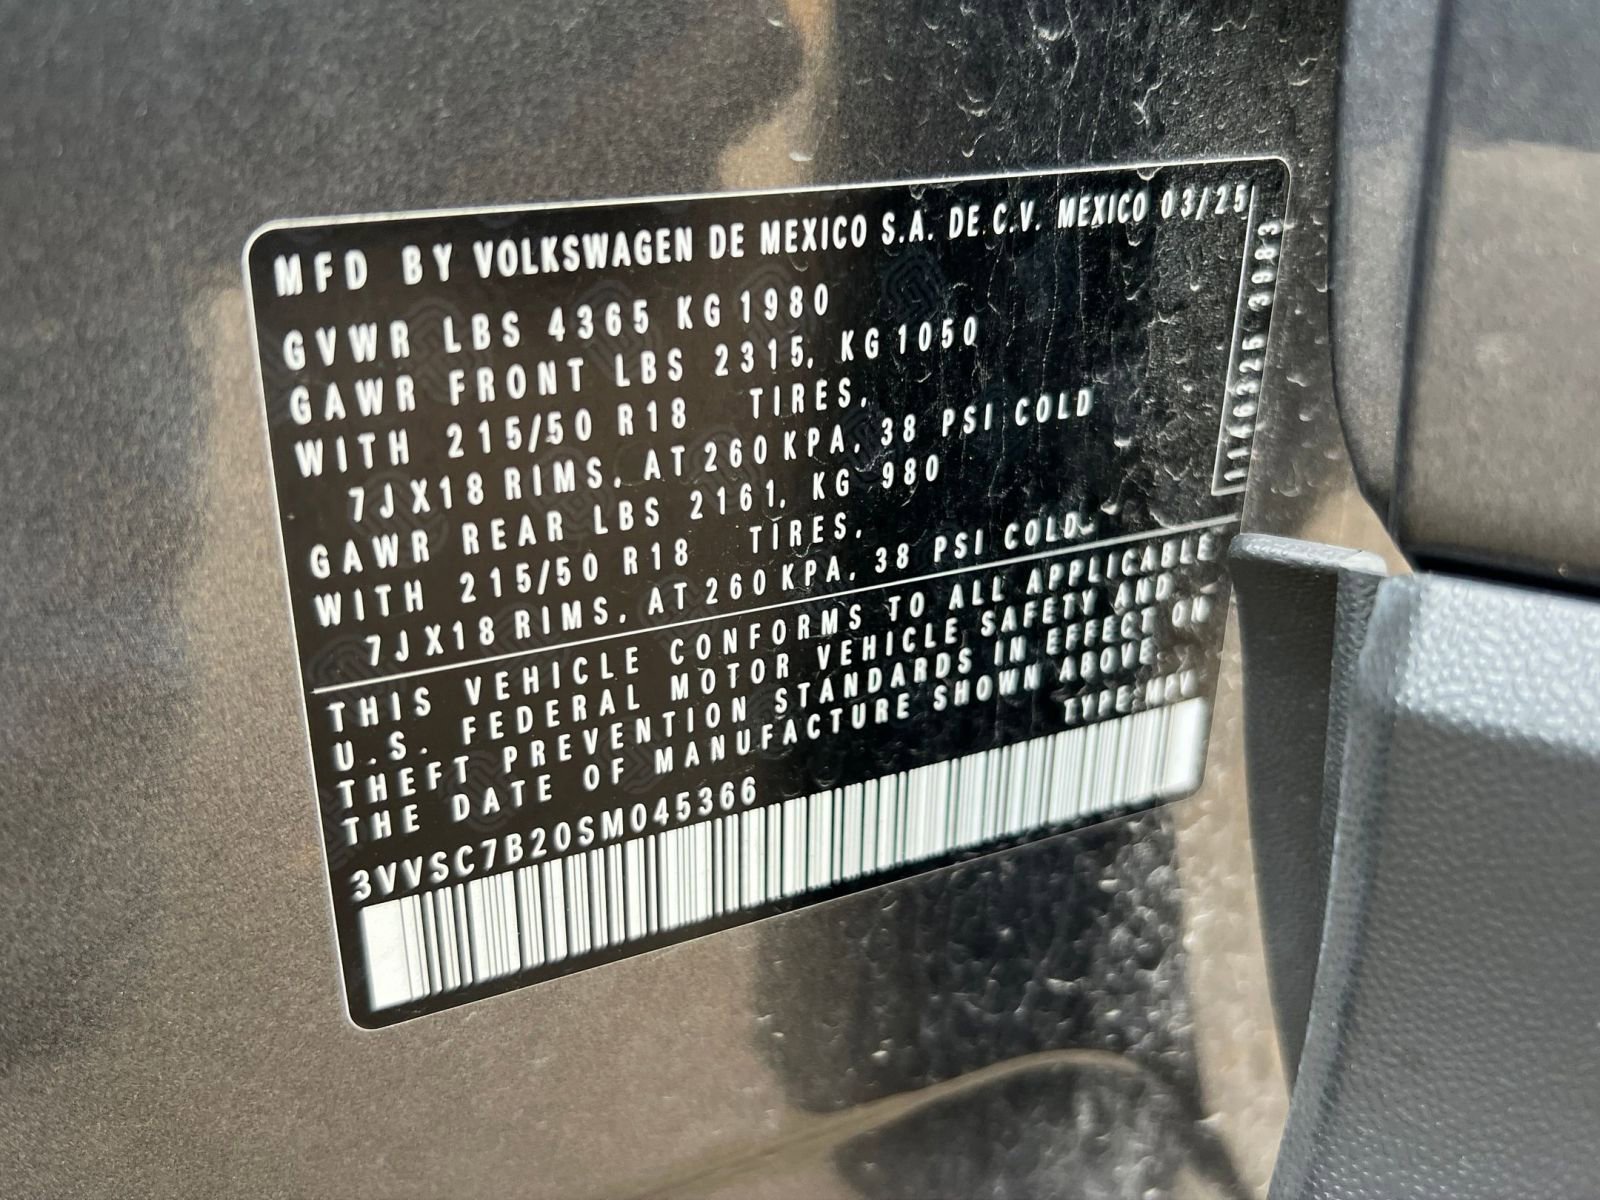 MFD BY VOLKSWAGEN DE MEXICO S.A. DE C.V. MEXICO 03/25
GVWR LBS 4365 KG 1980
GAWR FRONT LBS 2315, KG 1050
WITH 215/50 R18 TIRES,
7JX18 RIMS, AT 260 KPA, 38 PSI COLD
GAWR REAR LBS 2161, KG 980
WITH 215/50 R18 TIRES,
7JX18 RIMS, AT 260 KPA, 38 PSI COLD.
THIS VEHICLE CONFORMS TO ALL APPLICABLE
U.S. FEDERAL MOTOR VEHICLE SAFETY AND
THEFT PREVENTION STANDARDS IN EFFECT ON
THE DATE OF MANUFACTURE SHOWN ABOVE
TYPE:MPV
3VVSC7B20SM045366
1146325 3983